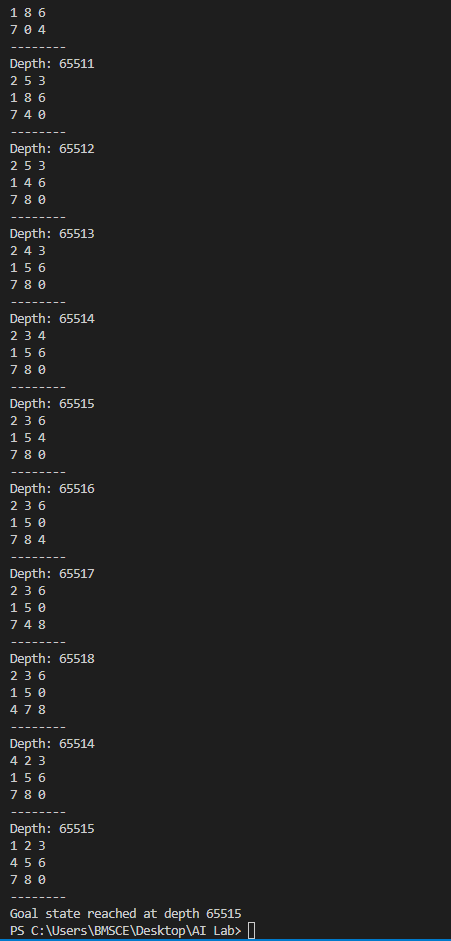 1 8 6
7 0 4
--------
Depth: 65511
2 5 3
1 8 6
7 4 0
--------
Depth: 65512
2 5 3
1 4 6
7 8 0
--------
Depth: 65513
2 4 3
1 5 6
7 8 0
--------
Depth: 65514
2 3 4
1 5 6
7 8 0
--------
Depth: 65515
2 3 6
1 5 4
7 8 0
--------
Depth: 65516
2 3 6
1 5 0
7 8 4
--------
Depth: 65517
2 3 6
1 5 0
7 4 8
--------
Depth: 65518
2 3 6
1 5 0
4 7 8
--------
Depth: 65514
4 2 3
1 5 6
7 8 0
--------
Depth: 65515
1 2 3
4 5 6
7 8 0
--------
Goal state reached at depth 65515
PS C:\Users\BMSCE\Desktop\AI Lab>